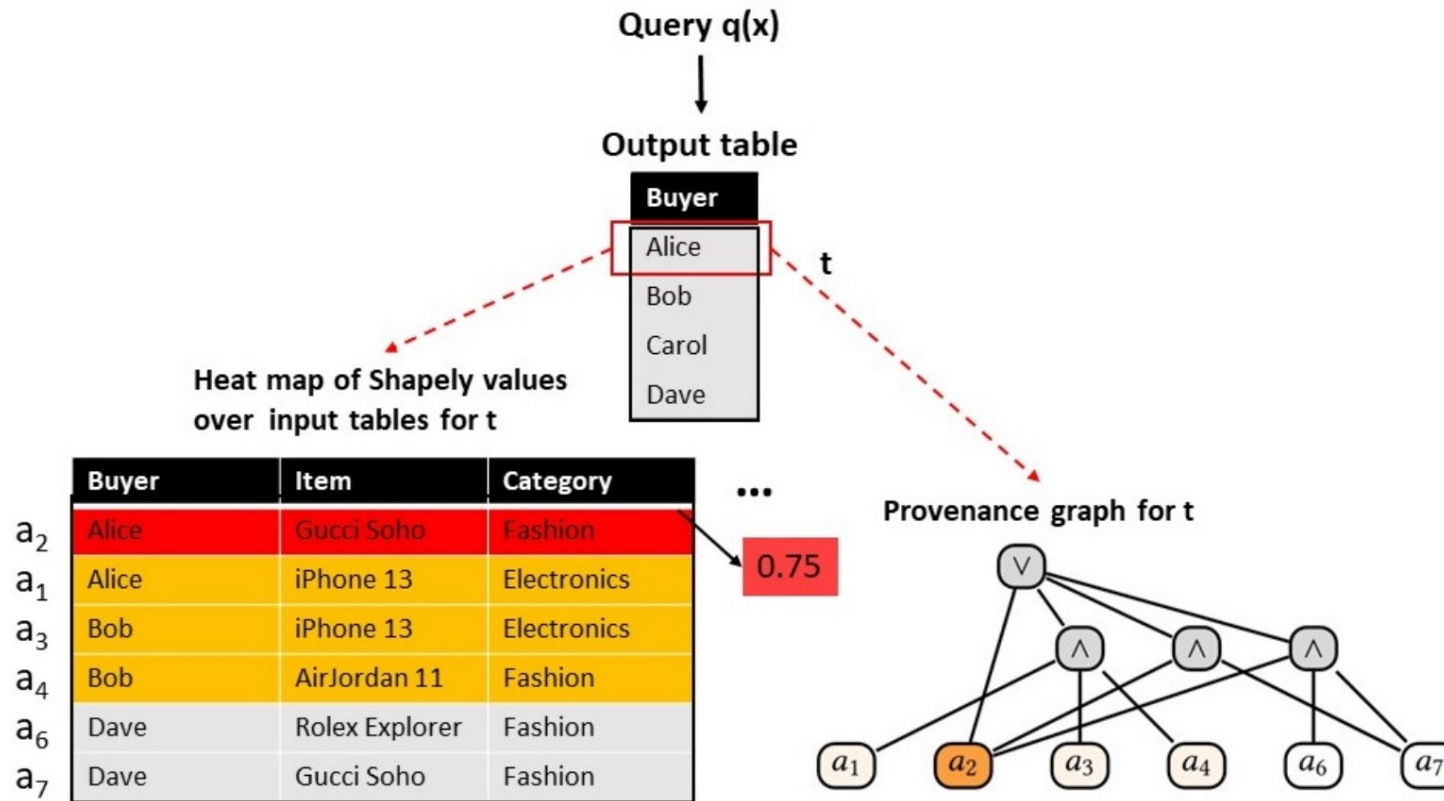 Query q(x)
Output table
Buyer
Alice
Bob
Carol
Dave
t
Heat map of Shapely values
over input tables for t
Buyer Item Category
a₂ Alice Gucci Soho Fashion
a₁ Alice iPhone 13 Electronics
a₃ Bob iPhone 13 Electronics
a₄ Bob AirJordan 11 Fashion
a₆ Dave Rolex Explorer Fashion
a₇ Dave Gucci Soho Fashion
...
0.75
Provenance graph for t
∨
∧ ∧ ∧
a₁ a₂ a₃ a₄ a₆ a₇